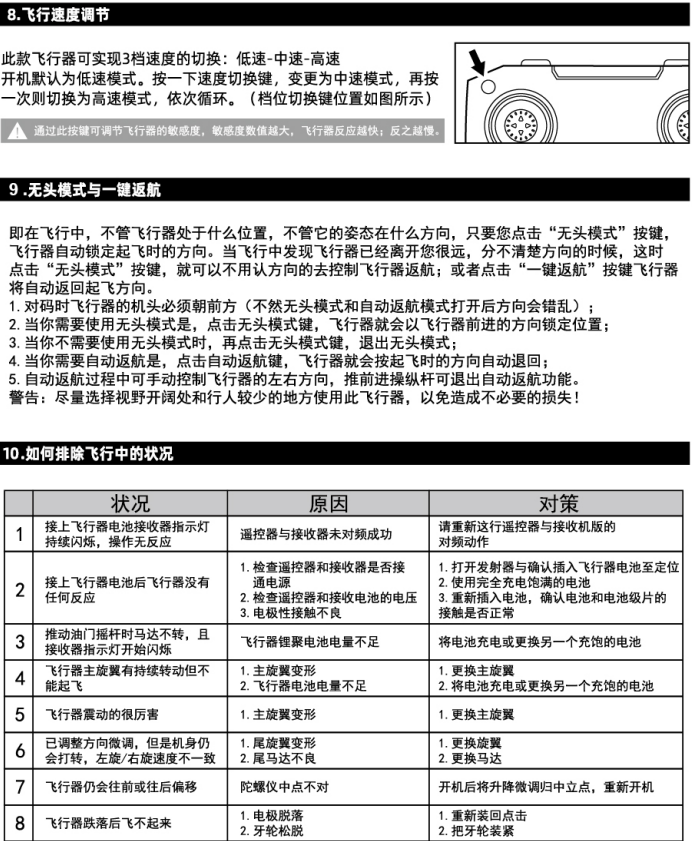 8.飞行速度调节
此款飞行器可实现3档速度的切换：低速-中速-高速
开机默认为低速模式。按一下速度切换键，变更为中速模式，再按
一次则切换为高速模式，依次循环。（档位切换键位置如图所示）
通过此按键可调节飞行器的敏感度，敏感度数值越大，飞行器反应越快；反之越慢。
9.无头模式与一键返航
即在飞行中，不管飞行器处于什么位置，不管它的姿态在什么方向，只要您点击“无头模式”按键，
飞行器自动锁定起飞时的方向。当飞行中发现飞行器已经离开您很远，分不清楚方向的时候，这时
点击“无头模式”按键，就可以不用认方向的去控制飞行器返航；或者点击“一键返航”按键飞行器
将自动返回起飞方向。
1.对码时飞行器的机头必须朝前方（不然无头模式和自动返航模式打开后方向会错乱）；
2.当你需要使用无头模式是，点击无头模式键，飞行器就会以飞行器前进的方向锁定位置；
3.当你不需要使用无头模式时，再点击无头模式键，退出无头模式；
4.当你需要自动返航是，点击自动返航键，飞行器就会按起飞时的方向自动退回；
5.自动返航过程中可手动控制飞行器的左右方向，推前进操纵杆可退出自动返航功能。
警告：尽量选择视野开阔处和行人较少的地方使用此飞行器，以免造成不必要的损失！
10.如何排除飞行中的状况
状况 原因 对策
1 接上飞行器电池接收器指示灯
持续闪烁，操作无反应
遥控器与接收器未对频成功
请重新这行遥控器与接收机版的
对频动作
2 接上飞行器电池后飞行器没有
任何反应
1.检查遥控器和接收器是否接
通电源
2.检查遥控器和接收电池的电压
3.电极性接触不良
1.打开发射器与确认插入飞行器电池至定位
2.使用完全充电饱满的电池
3.重新插入电池，确认电池和电池级片的
接触是否正常
3 推动油门摇杆时马达不转，且
接收器指示灯开始闪烁
飞行器锂聚电池电量不足
将电池充电或更换另一个充饱的电池
4 飞行器主旋翼有持续转动但不
能起飞
1.主旋翼变形
2.飞行器电池电量不足
1.更换主旋翼
2.将电池充电或更换另一个充饱的电池
5 飞行器震动的很厉害
1.主旋翼变形
1.更换主旋翼
6 已调整方向微调，但是机身仍
会打转，左旋/右旋速度不一致
1.尾旋翼变形
2.尾马达不良
1.更换旋翼
2.更换马达
7 飞行器仍会往前或往后偏移
陀螺仪中点不对
开机后将升降微调归中立点，重新开机
8 飞行器跌落后飞不起来
1.电极脱落
2.牙轮松脱
1.重新装回点击
2.把牙轮装紧